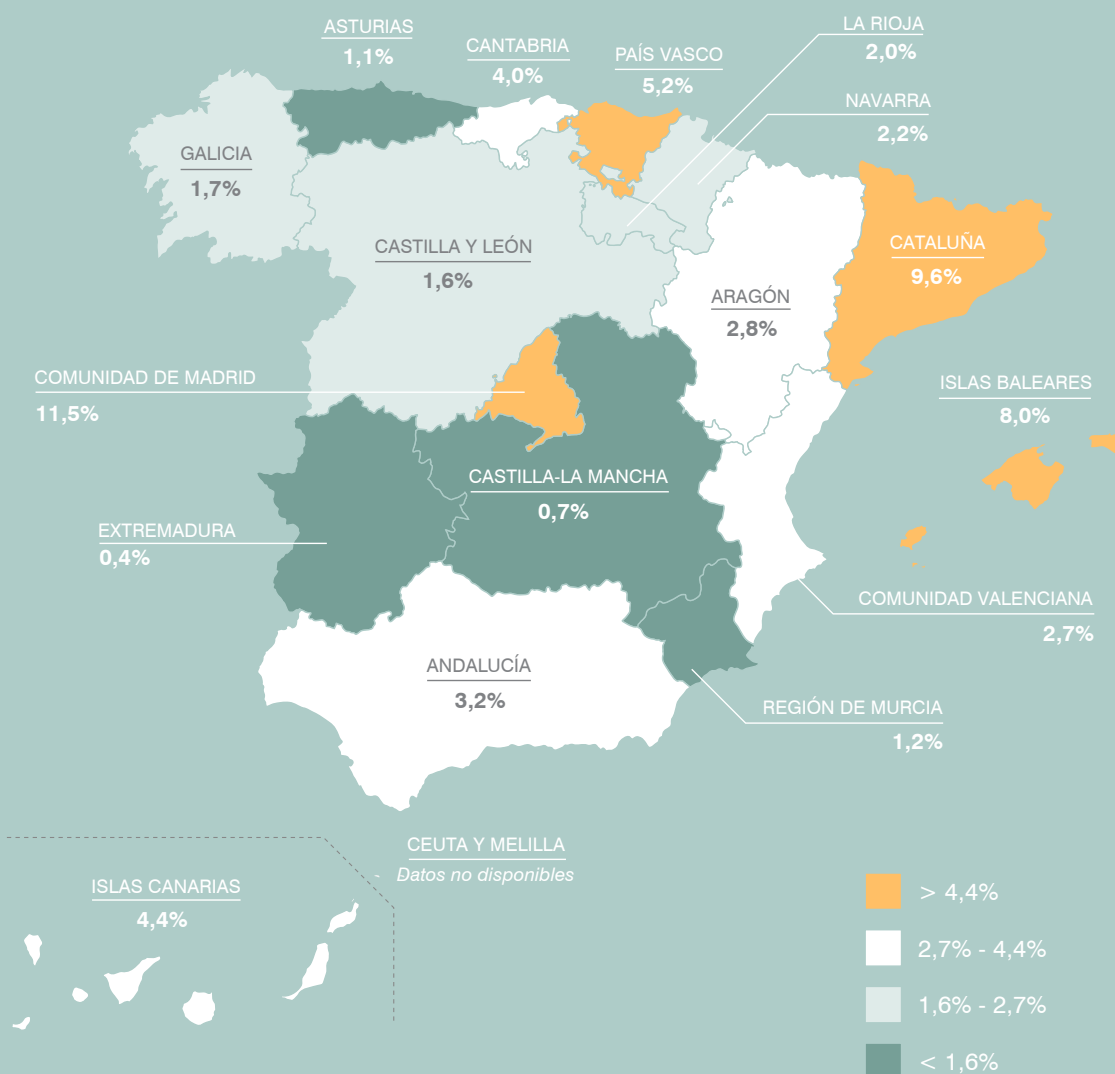 ASTURIAS
1,1%
CANTABRIA
4,0%
PAÍS VASCO
5,2%
LA RIOJA
2,0%
NAVARRA
2,2%
GALICIA
1,7%
CASTILLA Y LEÓN
1,6%
ARAGÓN
2,8%
CATALUÑA
9,6%
COMUNIDAD DE MADRID
11,5%
ISLAS BALEARES
8,0%
CASTILLA-LA MANCHA
0,7%
EXTREMADURA
0,4%
COMUNIDAD VALENCIANA
2,7%
ANDALUCÍA
3,2%
REGIÓN DE MURCIA
1,2%
CEUTA Y MELILLA
Datos no disponibles
ISLAS CANARIAS
4,4%
> 4,4%
2,7% - 4,4%
1,6% - 2,7%
< 1,6%